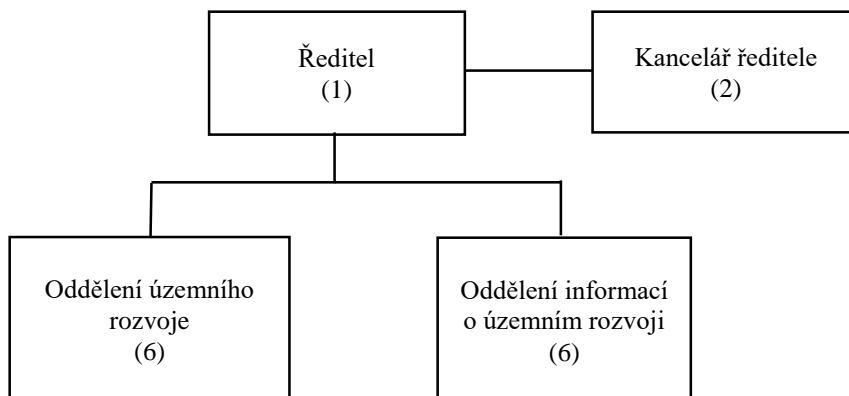 Ředitel
(1)
Kancelář ředitele
(2)
Oddělení územního
rozvoje
(6)
Oddělení informací
o územním rozvoji
(6)